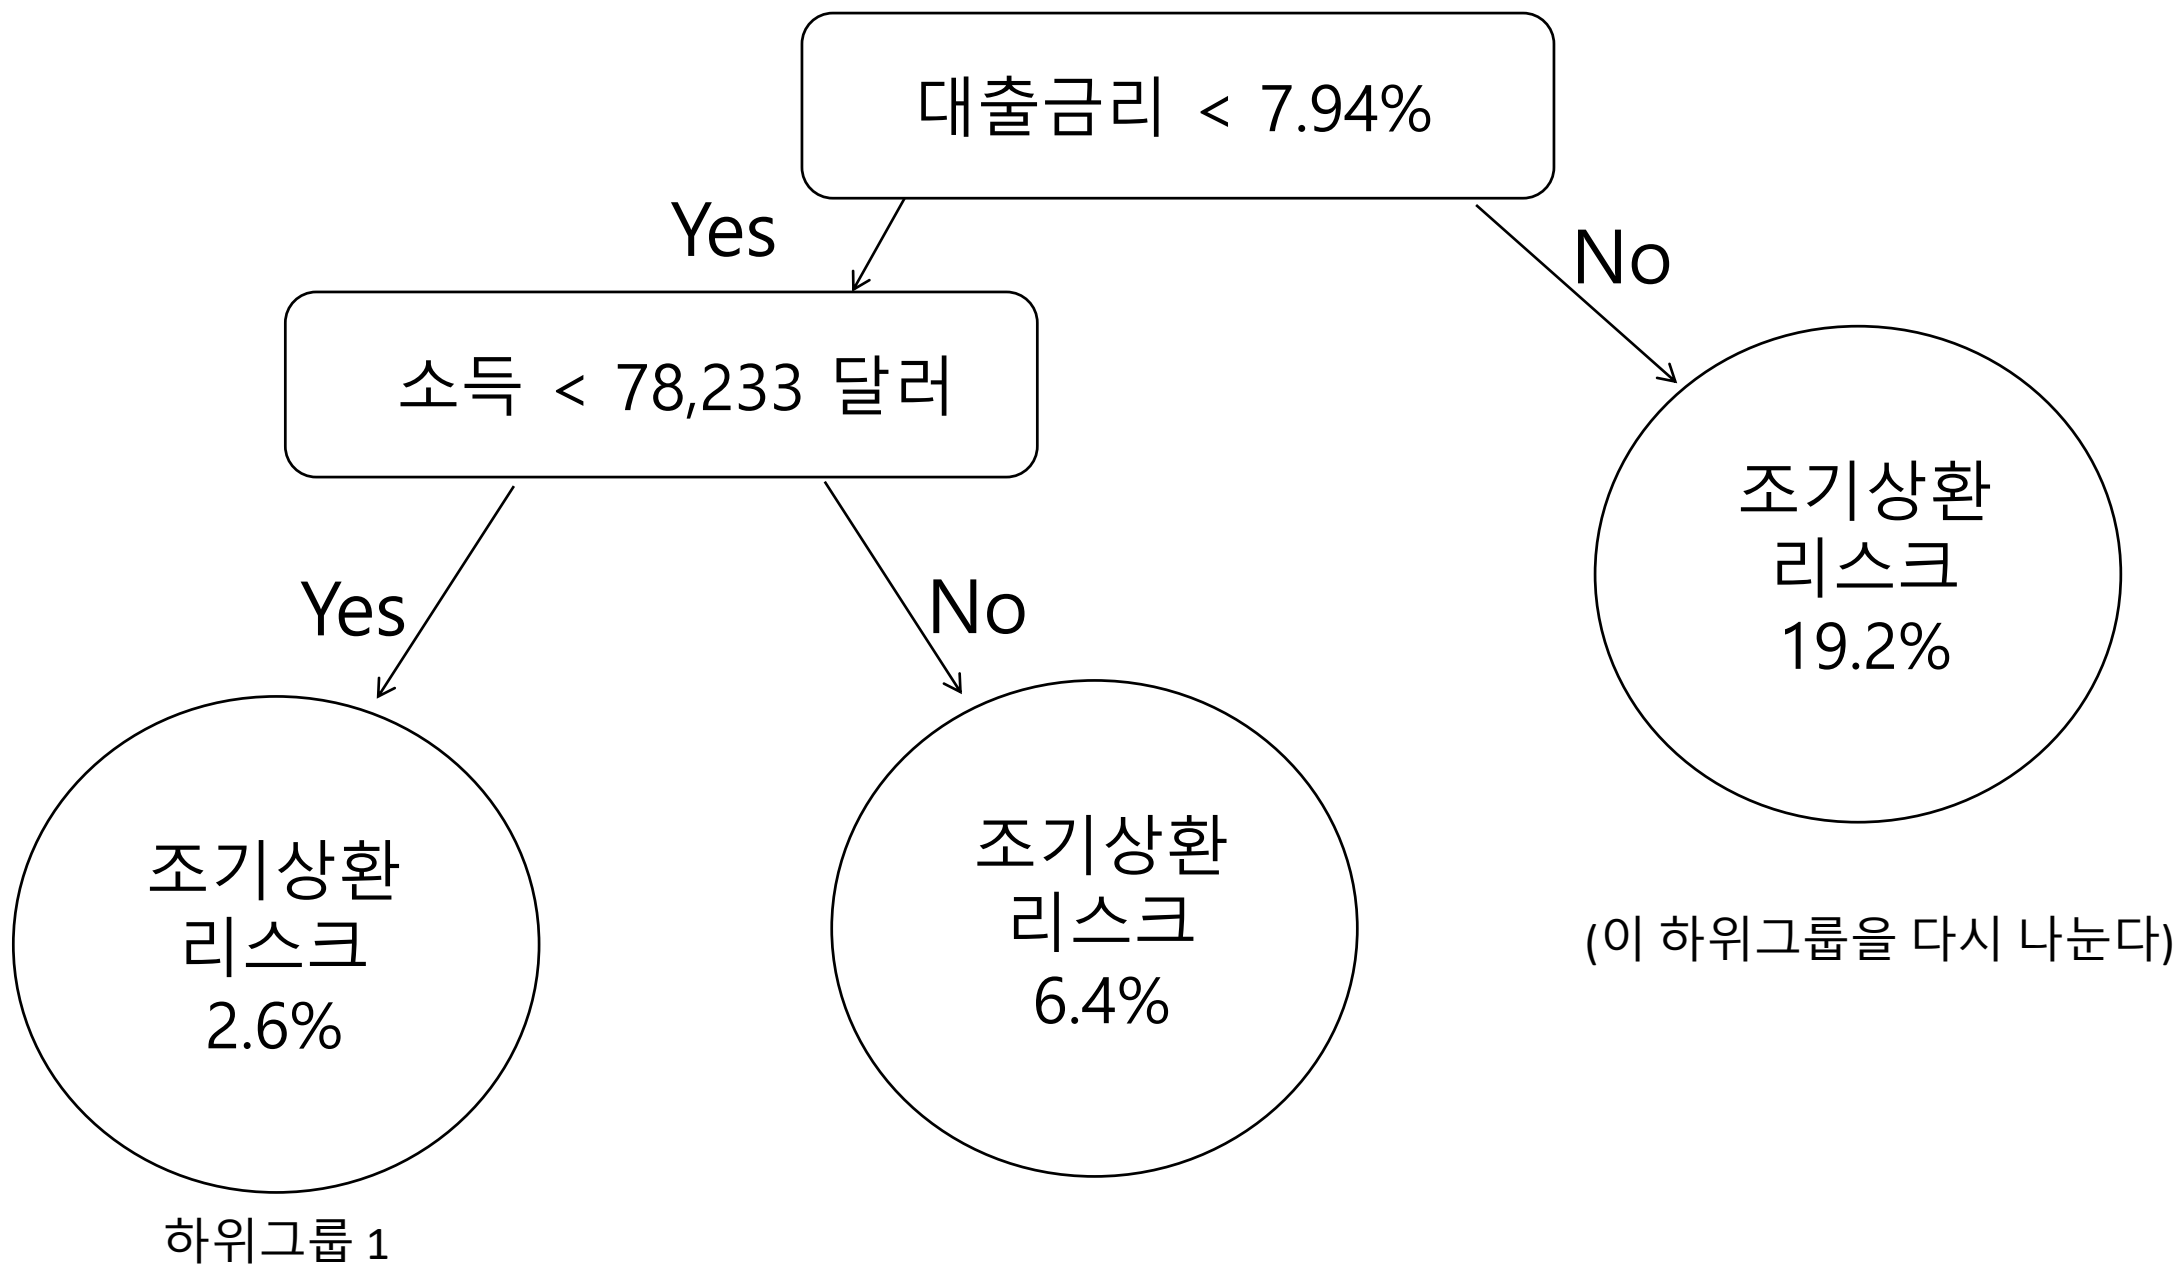 대출금리 < 7.94%
Yes
No
소득 < 78,233 달러
Yes
No
조기상환
리스크
19.2%
조기상환
리스크
2.6%
조기상환
리스크
6.4%
(이 하위그룹을 다시 나눈다)
하위그룹 1